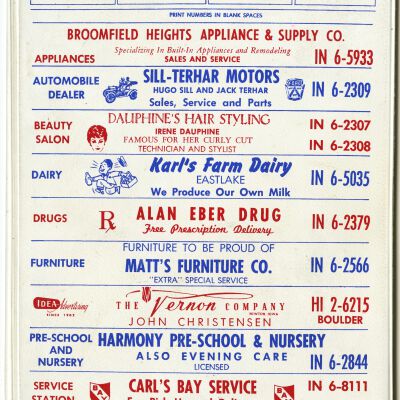 PRINT NUMBERS IN BLANK SPACES
BROOMFIELD HEIGHTS APPLIANCE & SUPPLY CO.
Specializing In Built-In Appliances and Remodeling
APPLIANCES SALES AND SERVICE IN 6-5933
AUTOMOBILE DEALER
SILL-TERHAR MOTORS
HUGO SILL AND JACK TERHAR
Sales, Service and Parts
IN 6-2309
BEAUTY SALON
DAUPHINE'S HAIR STYLING
IRENE DAUPHINE
FAMOUS FOR HER CURLY CUT
TECHNICIAN AND STYLIST
IN 6-2307
IN 6-2308
DAIRY
Karl's Farm Dairy
EASTLAKE
We Produce Our Own Milk
IN 6-5035
DRUGS
Rx
ALAN EBER DRUG
Free Prescription Delivery
IN 6-2379
FURNITURE
FURNITURE TO BE PROUD OF
MATT'S FURNITURE CO.
"EXTRA" SPECIAL SERVICE
IN 6-2566
IDEA Advertising
THE Vernon COMPANY
NEWTON, IOWA
JOHN CHRISTENSEN
HI 2-6215
BOULDER
PRE-SCHOOL AND NURSERY
HARMONY PRE-SCHOOL & NURSERY
ALSO EVENING CARE
LICENSED
IN 6-2844
SERVICE STATION
CARL'S BAY SERVICE
IN 6-8111